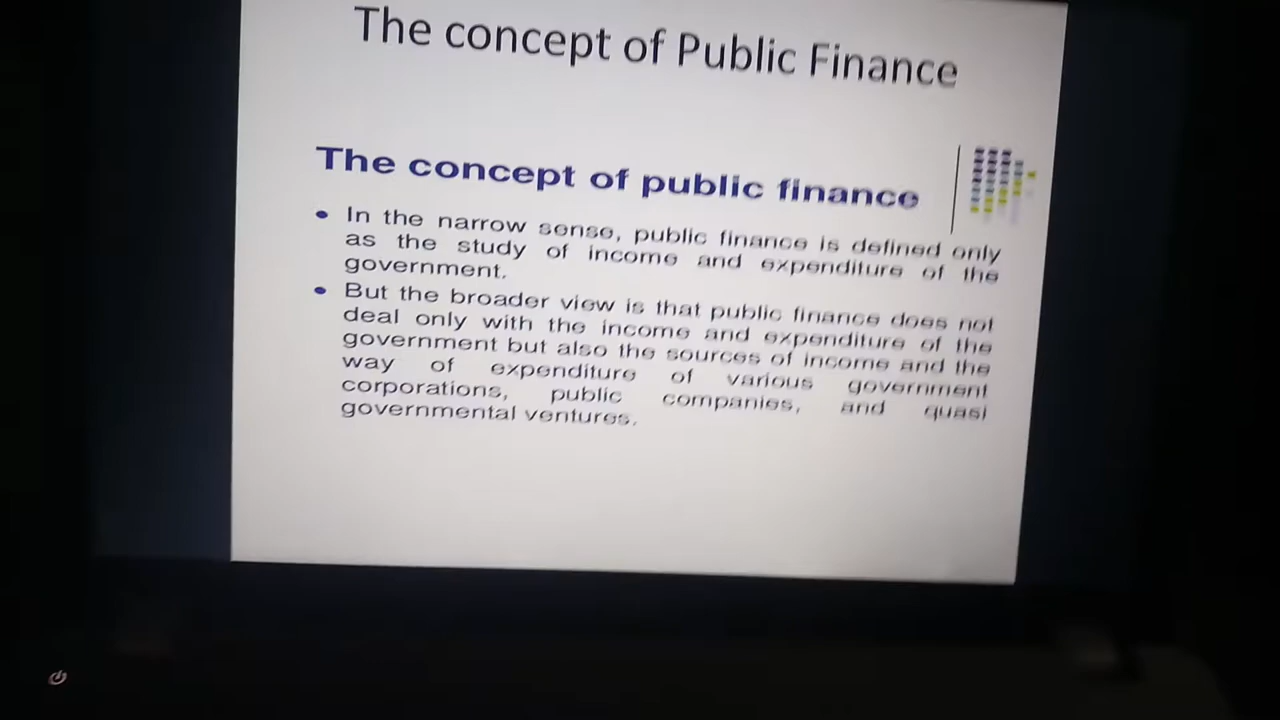 The concept of Public Finance
The concept of public finance
• In the narrow sense, public finance is defined only
as the study of income and expenditure of the
government.
• But the broader view is that public finance does not
deal only with the income and expenditure of the
government but also the sources of income and the
way of expenditure of various government
corporations, public companies, and quasi
governmental ventures.